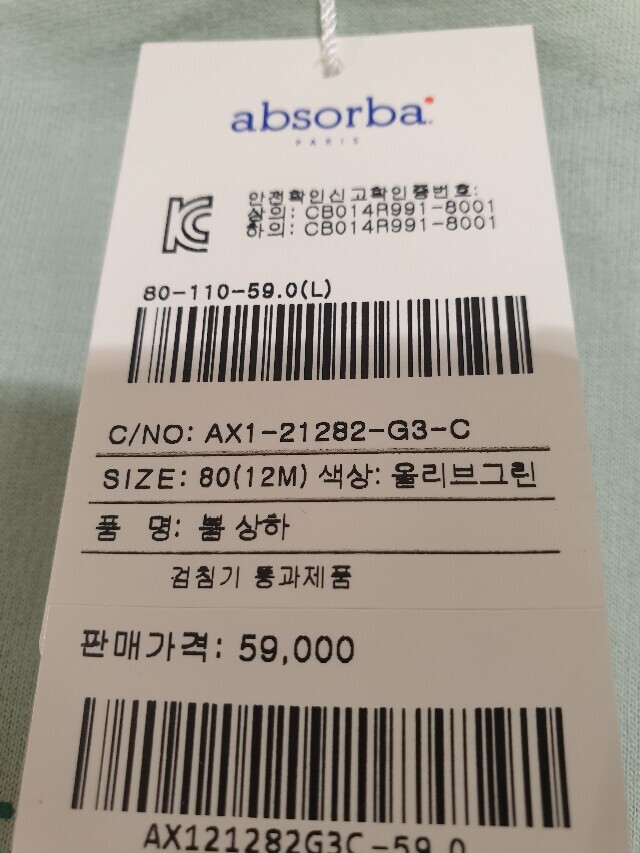 absorba
PARIS
안전확인신고확인증번호:
상의: CB014R991-8001
하의: CB014R991-8001
80-110-59.0(L)
C/NO: AX1-21282-G3-C
SIZE: 80(12M) 색상: 올리브그린
품 명: 뽐 상하
검침기 통과제품
판매가격: 59,000
AX121282G3C-59.0